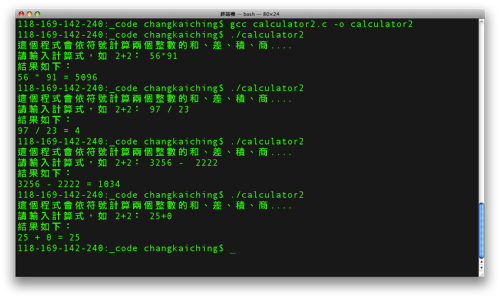 終端機 — bash — 80×24
118-169-142-240:_code changkaiching$ gcc calculator2.c -o calculator2
118-169-142-240:_code changkaiching$ ./calculator2
這個程式會依符號計算兩個整數的和、差、積、商....
請輸入計算式，如 2+2： 56*91
結果如下：
56 * 91 = 5096
118-169-142-240:_code changkaiching$ ./calculator2
這個程式會依符號計算兩個整數的和、差、積、商....
請輸入計算式，如 2+2： 97 / 23
結果如下：
97 / 23 = 4
118-169-142-240:_code changkaiching$ ./calculator2
這個程式會依符號計算兩個整數的和、差、積、商....
請輸入計算式，如 2+2： 3256 -  2222
結果如下：
3256 - 2222 = 1034
118-169-142-240:_code changkaiching$ ./calculator2
這個程式會依符號計算兩個整數的和、差、積、商....
請輸入計算式，如 2+2： 25+0
結果如下：
25 + 0 = 25
118-169-142-240:_code changkaiching$ _